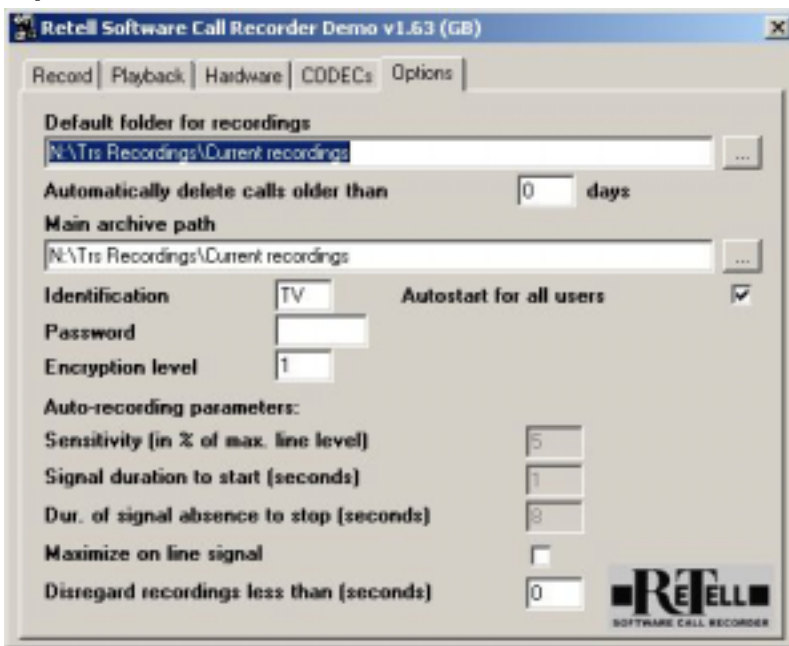 Retell Software Call Recorder Demo v1.63 (GB)
Record Playback Hardware CODECs Options
Default folder for recordings
N:\Trs Recordings\Current recordings ...
Automatically delete calls older than 0 days
Main archive path
N:\Trs Recordings\Current recordings ...
Identification TV Autostart for all users
Password
Encryption level 1
Auto-recording parameters:
Sensitivity (in % of max. line level) 5
Signal duration to start (seconds) 1
Dur. of signal absence to stop (seconds) 8
Maximize on line signal
Disregard recordings less than (seconds) 0
RETELL
SOFTWARE CALL RECORDER